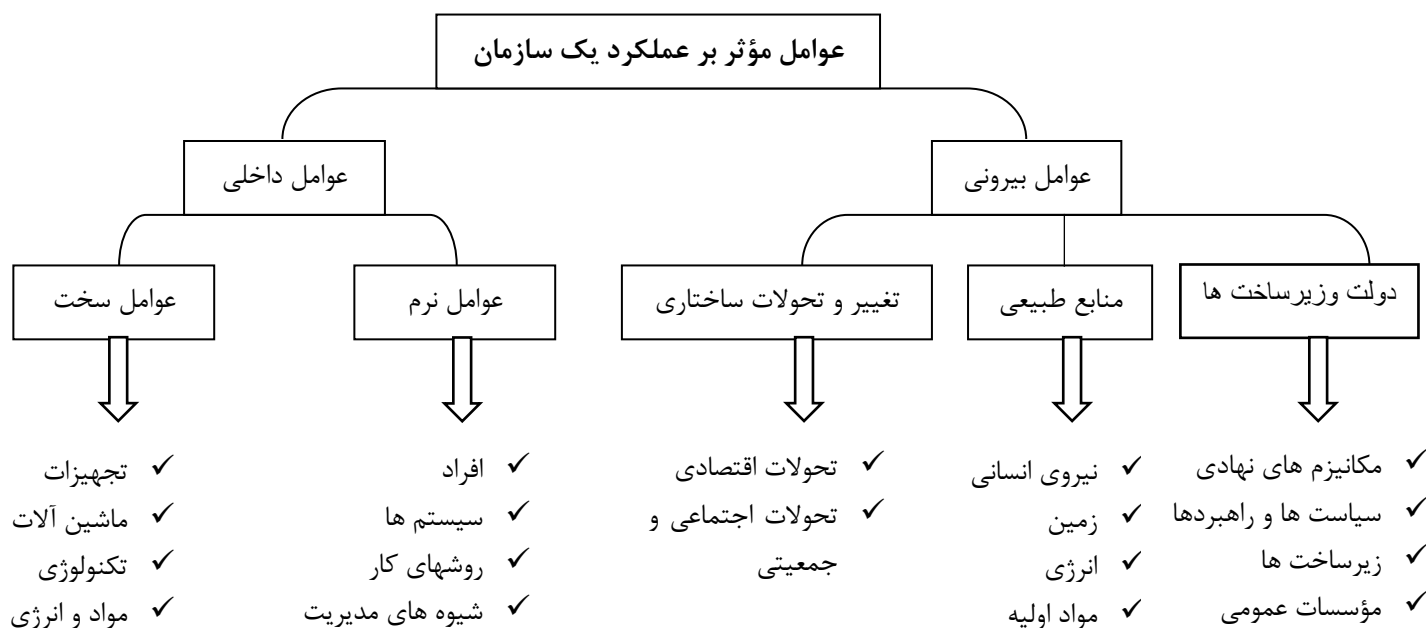 عوامل مؤثر بر عملکرد یک سازمان
عوامل بیرونی
عوامل داخلی
دولت وزیرساخت ها
منابع طبیعی
تغییر و تحولات ساختاری
عوامل نرم
عوامل سخت
✓ مکانیزم های نهادی
✓ سیاست ها و راهبردها
✓ زیرساخت ها
✓ مؤسسات عمومی
✓ نیروی انسانی
✓ زمین
✓ انرژی
✓ مواد اولیه
✓ تحولات اقتصادی
✓ تحولات اجتماعی و
جمعیتی
✓ افراد
✓ سیستم ها
✓ روشهای کار
✓ شیوه های مدیریت
✓ تجهیزات
✓ ماشین آلات
✓ تکنولوژی
✓ مواد و انرژی